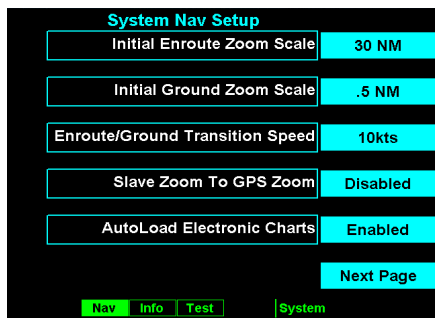 System Nav Setup
Initial Enroute Zoom Scale 30 NM
Initial Ground Zoom Scale .5 NM
Enroute/Ground Transition Speed 10kts
Slave Zoom To GPS Zoom Disabled
AutoLoad Electronic Charts Enabled
Next Page
Nav Info Test System